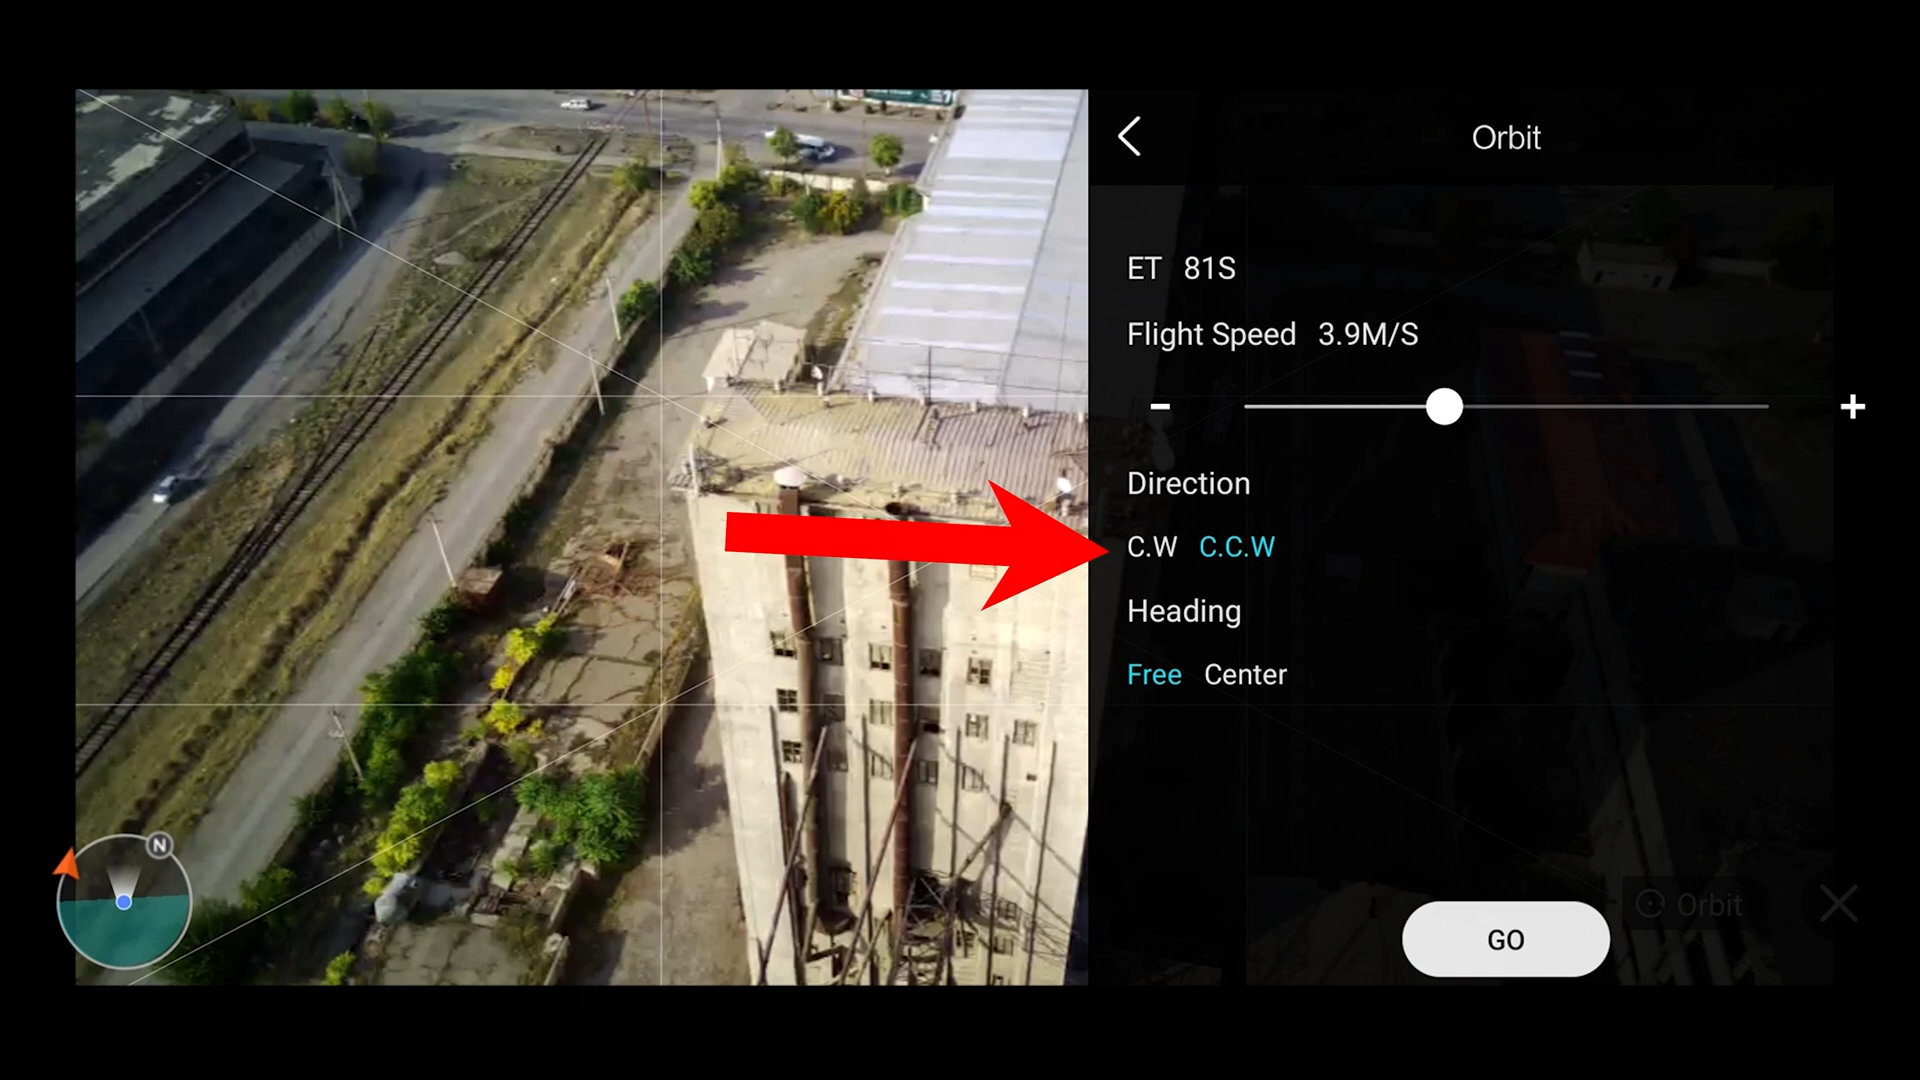 Orbit
ET 81S
Flight Speed 3.9M/S
- +
Direction
C.W C.C.W
Heading
Free Center
N
Orbit
GO